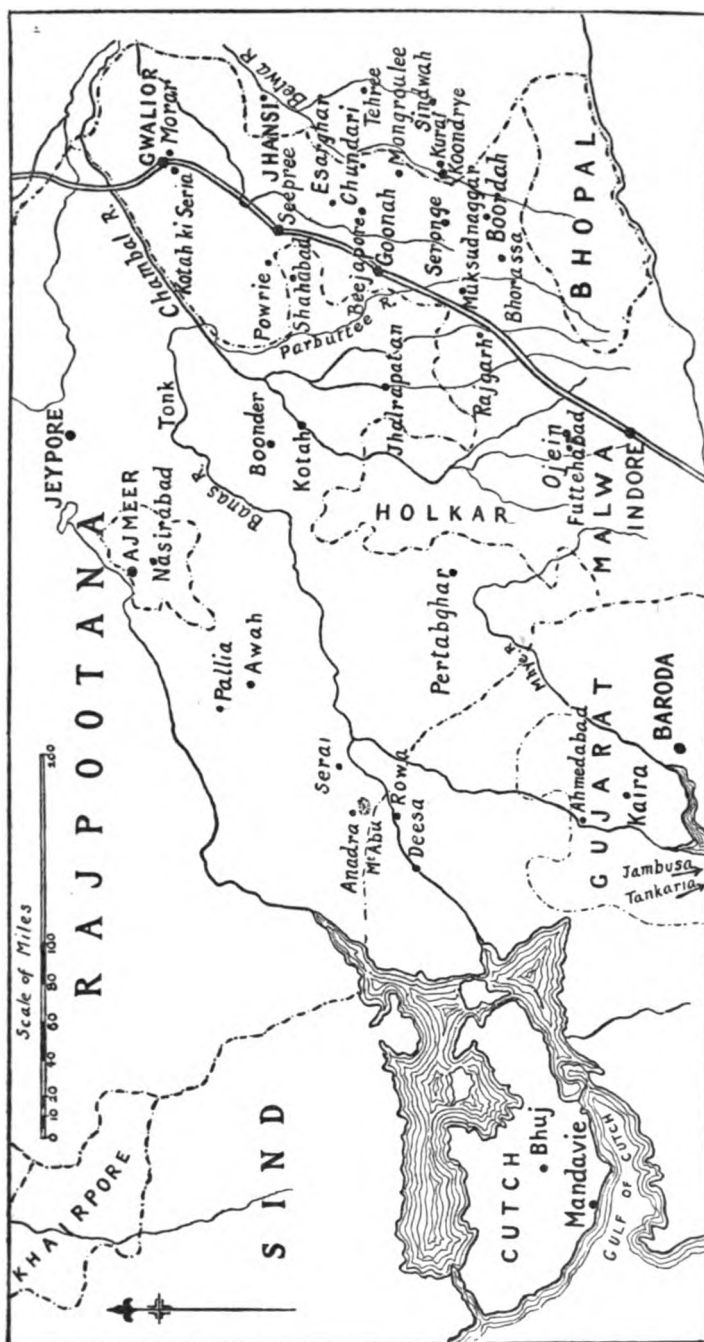 Scale of Miles
0 10 20 40 60 80 100
KHAIRPORE
SIND
RAJPOOTANA
JEYPORE
AJMEER
Nasirábad
Pallia
Awah
Serai
Anadra
Mt Abu
Rowa
Deesa
CUTCH
Bhuj
Mandavie
GULF OF CUTCH
Tonk
Banas R.
Boonder
Kotah
Chambal R.
GWALIOR
Morar
Kotah ki Seria
JHANSI
Betwa R
Seepree
Powrie
Shahabad
Parbuttee R.
Esarghar
Chundari
Tehree
Beejapore
Goonah
Mongroulee
Sindwah
Kurai
Koondrye
Seronge
Muksudnaggar
Boordah
Bhorassa
BHOPAL
Jhalrapatan
Rajgarh
HOLKAR
Ojein
Futtehabad
MALWA
INDORE
Pertabghar
Mahe R.
GUJARAT
Ahmedabad
Kaira
BARODA
Jambusa
Tankaria